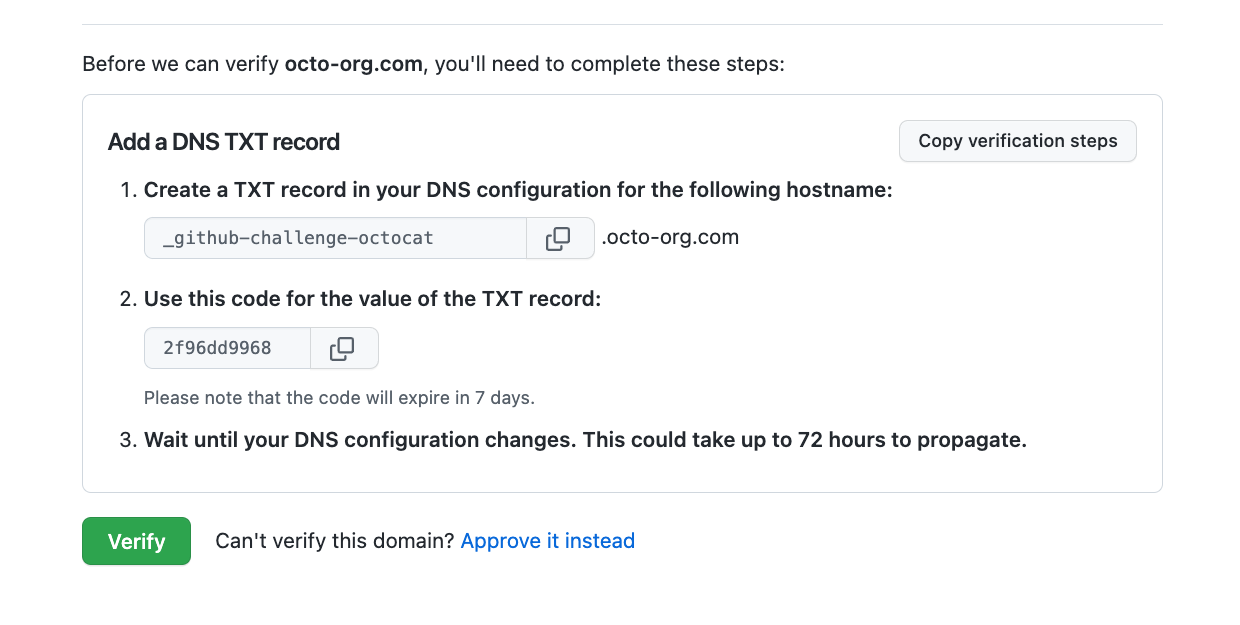 Before we can verify octo-org.com, you'll need to complete these steps:
Add a DNS TXT record
Copy verification steps
1. Create a TXT record in your DNS configuration for the following hostname:
_github-challenge-octocat .octo-org.com
2. Use this code for the value of the TXT record:
2f96dd9968
Please note that the code will expire in 7 days.
3. Wait until your DNS configuration changes. This could take up to 72 hours to propagate.
Verify Can't verify this domain? Approve it instead